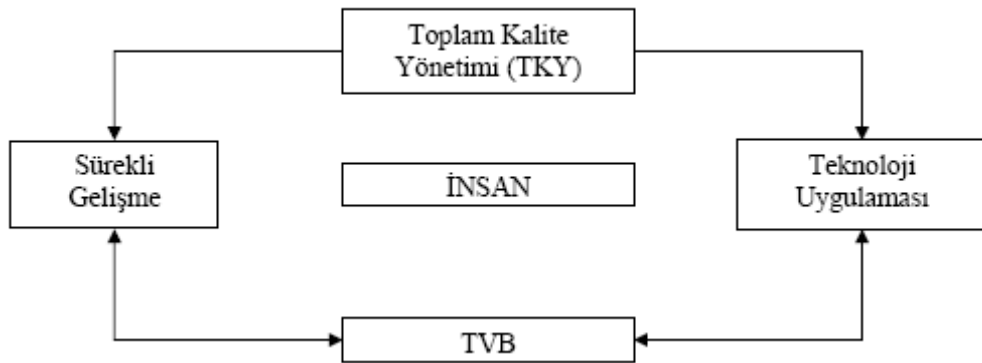 Toplam Kalite
Yönetimi (TKY)
Sürekli
Gelişme
İNSAN
Teknoloji
Uygulaması
TVB